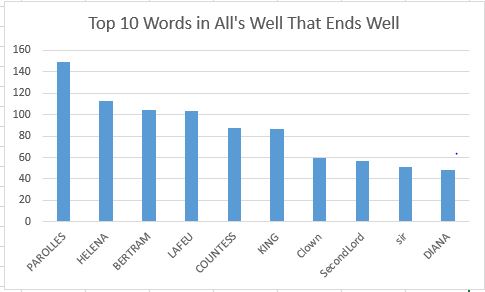 Top 10 Words in All's Well That Ends Well
160
140
120
100
80
60
40
20
0
PAROLLES
HELENA
BERTRAM
LAFEU
COUNTESS
KING
Clown
SecondLord
sir
DIANA